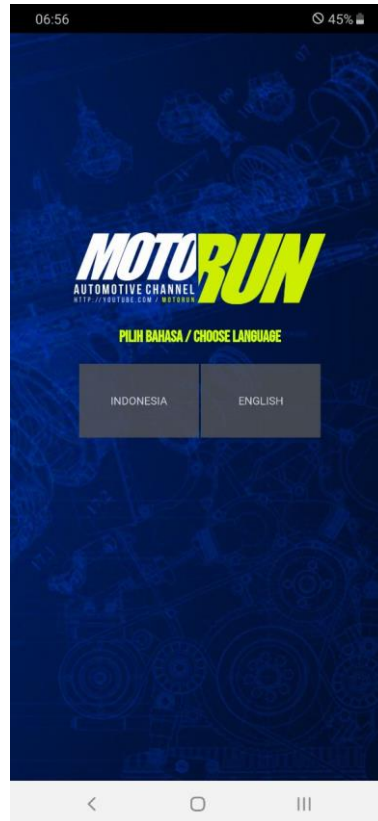 06:56 45%
MOTORUN
AUTOMOTIVE CHANNEL
HTTP://YOUTUBE.COM / MOTORUN
PILIH BAHASA / CHOOSE LANGUAGE
INDONESIA ENGLISH